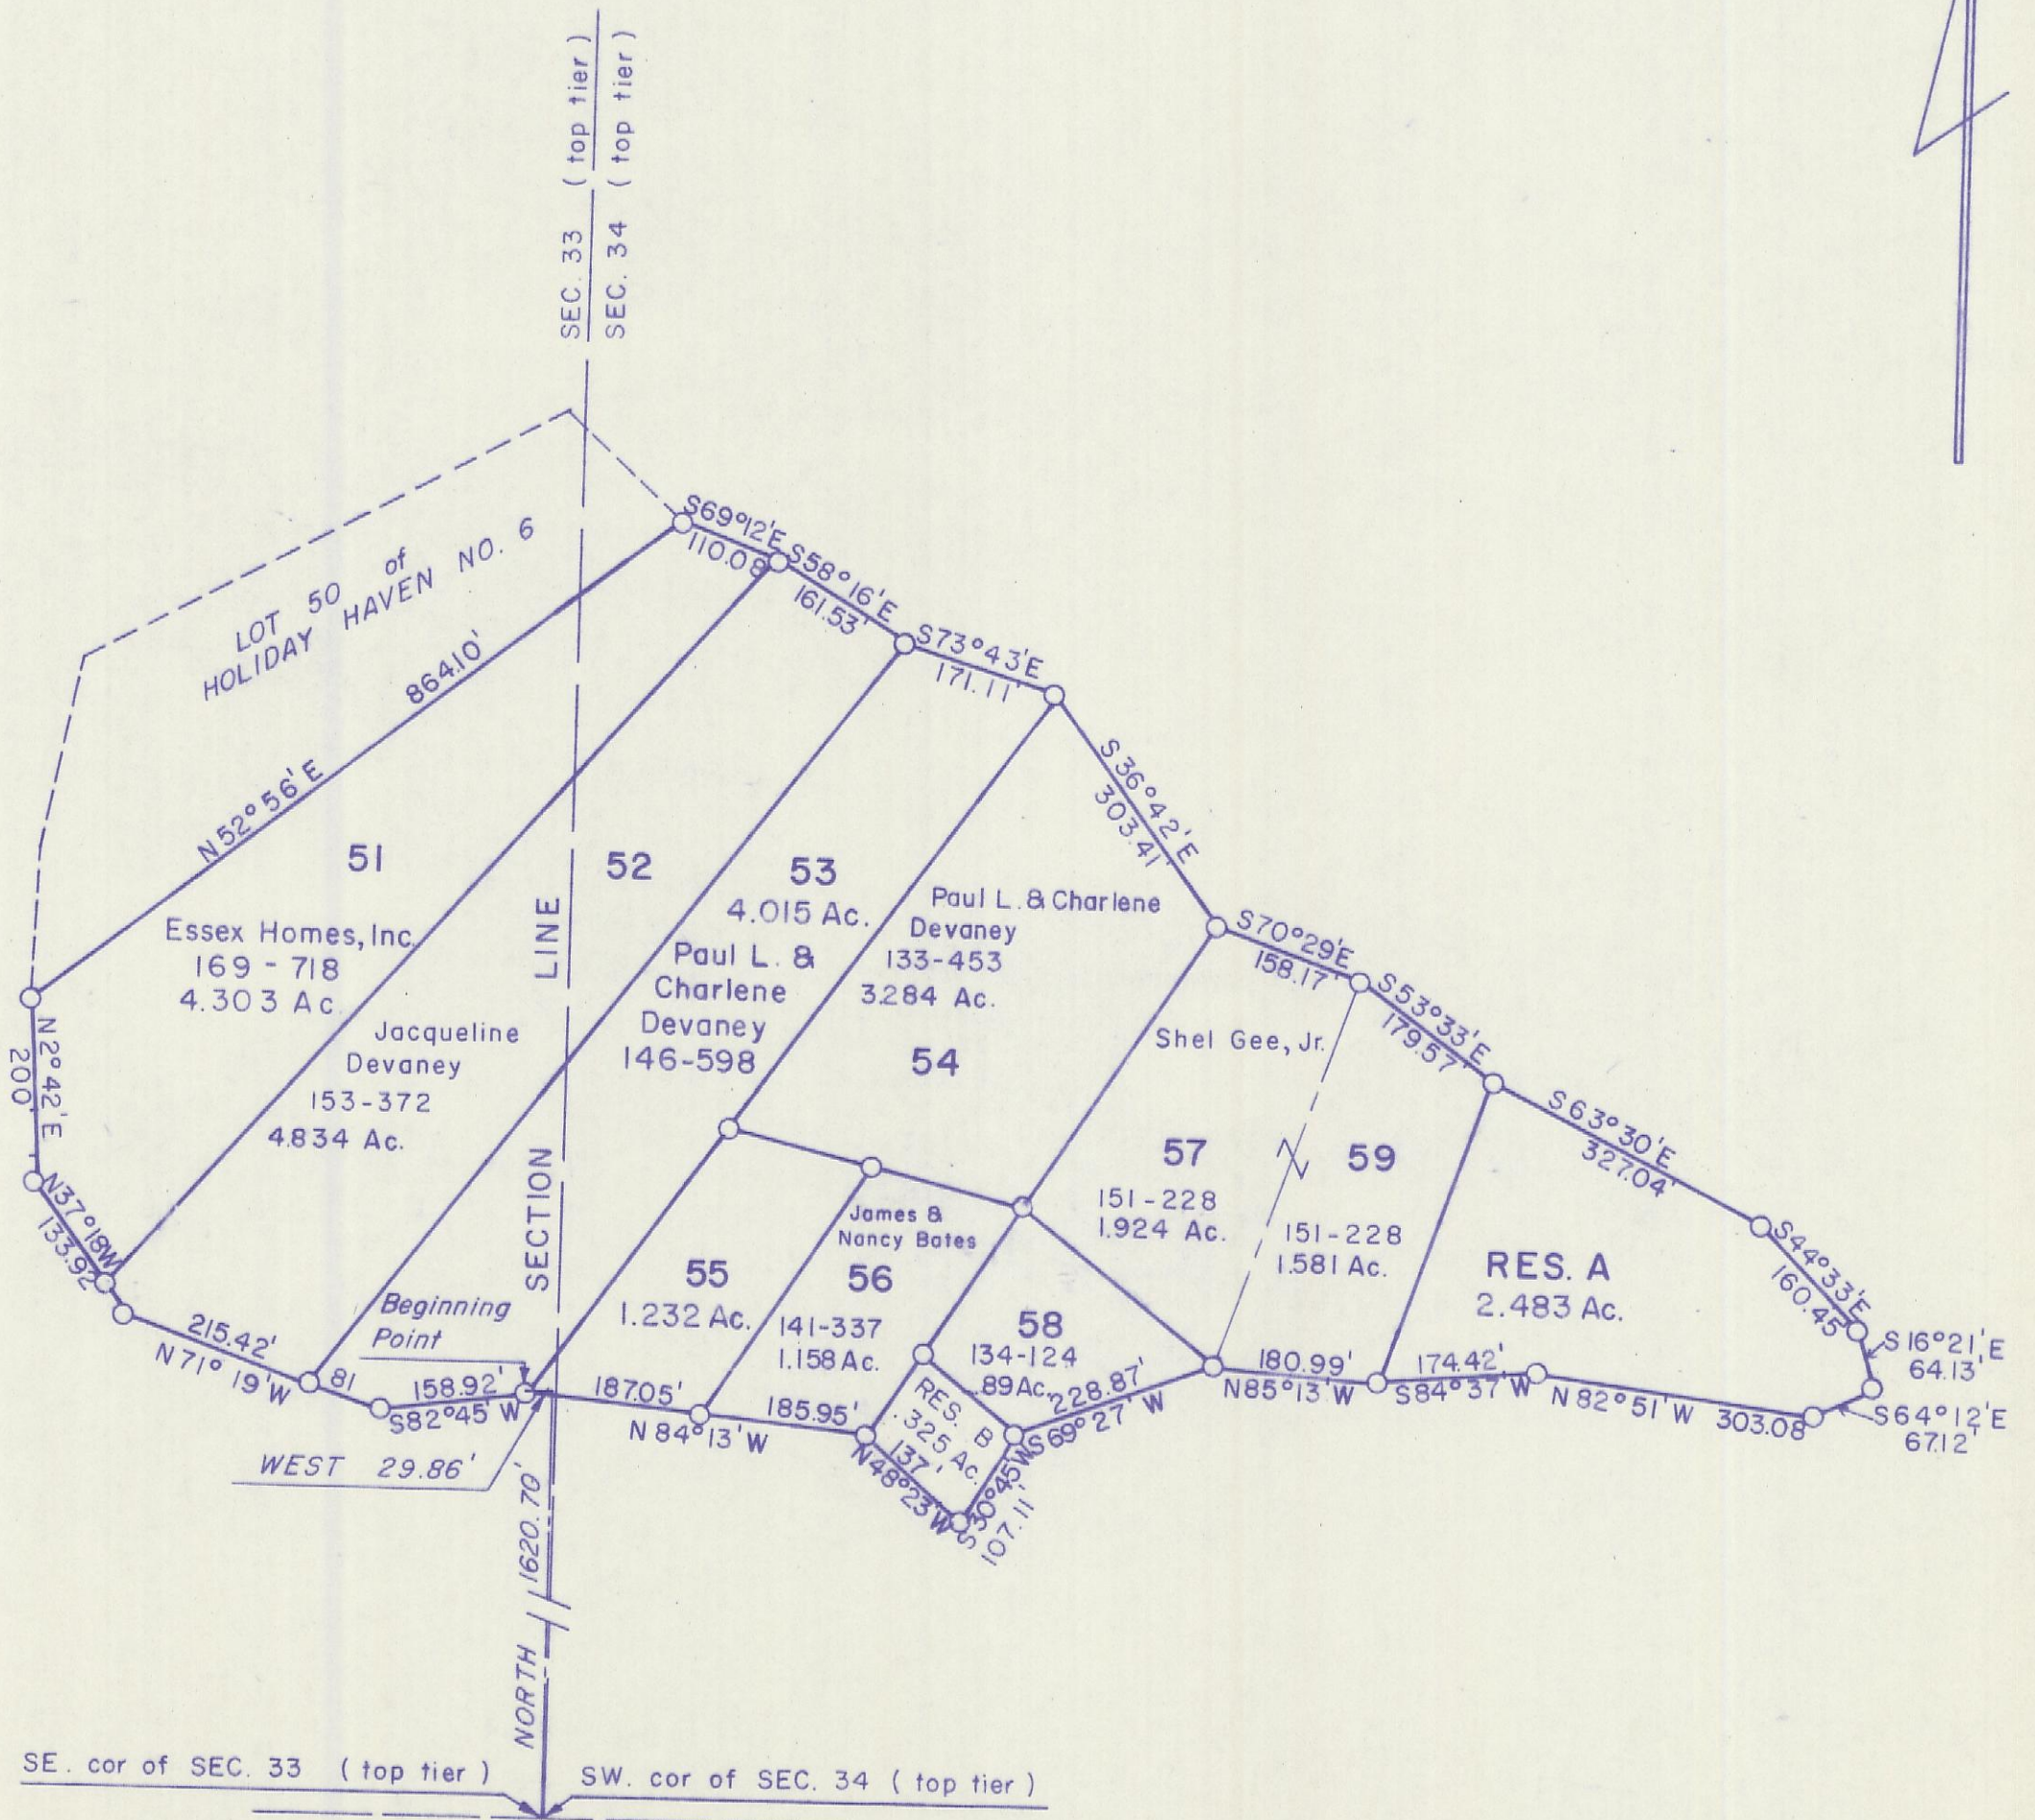 SEC. 33 ( top tier )
SEC. 34 ( top tier )
LOT 50 of
HOLIDAY HAVEN NO. 6
N52°56'E 864.10'
S69°12'E
110.08
S58°16'E
161.53'
S73°43'E
171.11'
S36°42'E
303.41'
S70°29'E
158.17'
S53°33'E
179.57'
S63°30'E
327.04'
S44°33'E
160.45'
S16°21'E
64.13'
S64°12'E
67.12'
51
Essex Homes, Inc.
169-718
4.303 Ac.
52
Jacqueline
Devaney
153-372
4.834 Ac.
53
4.015 Ac.
Paul L. &
Charlene
Devaney
146-598
Paul L. & Charlene
Devaney
133-453
3.284 Ac.
54
Shel Gee, Jr.
57
151-228
1.924 Ac.
59
151-228
1.581 Ac.
RES. A
2.483 Ac.
55
1.232 Ac.
James &
Nancy Bates
56
141-337
1.158 Ac.
58
134-124
.89 Ac.
RES. B
.325 Ac.
SECTION LINE
N2°42'E
200'
N37°18'W
133.92'
215.42'
N71°19'W
81
Beginning
Point
158.92'
S82°45'W
187.05'
N84°13'W
185.95'
137'
N48°23'W
S30°45'W
107.11'
228.87'
S69°27'W
180.99'
N85°13'W
174.42'
S84°37'W
N82°51'W 303.08
WEST 29.86'
NORTH 1620.70'
SE. cor of SEC. 33 ( top tier )
SW. cor of SEC. 34 ( top tier )